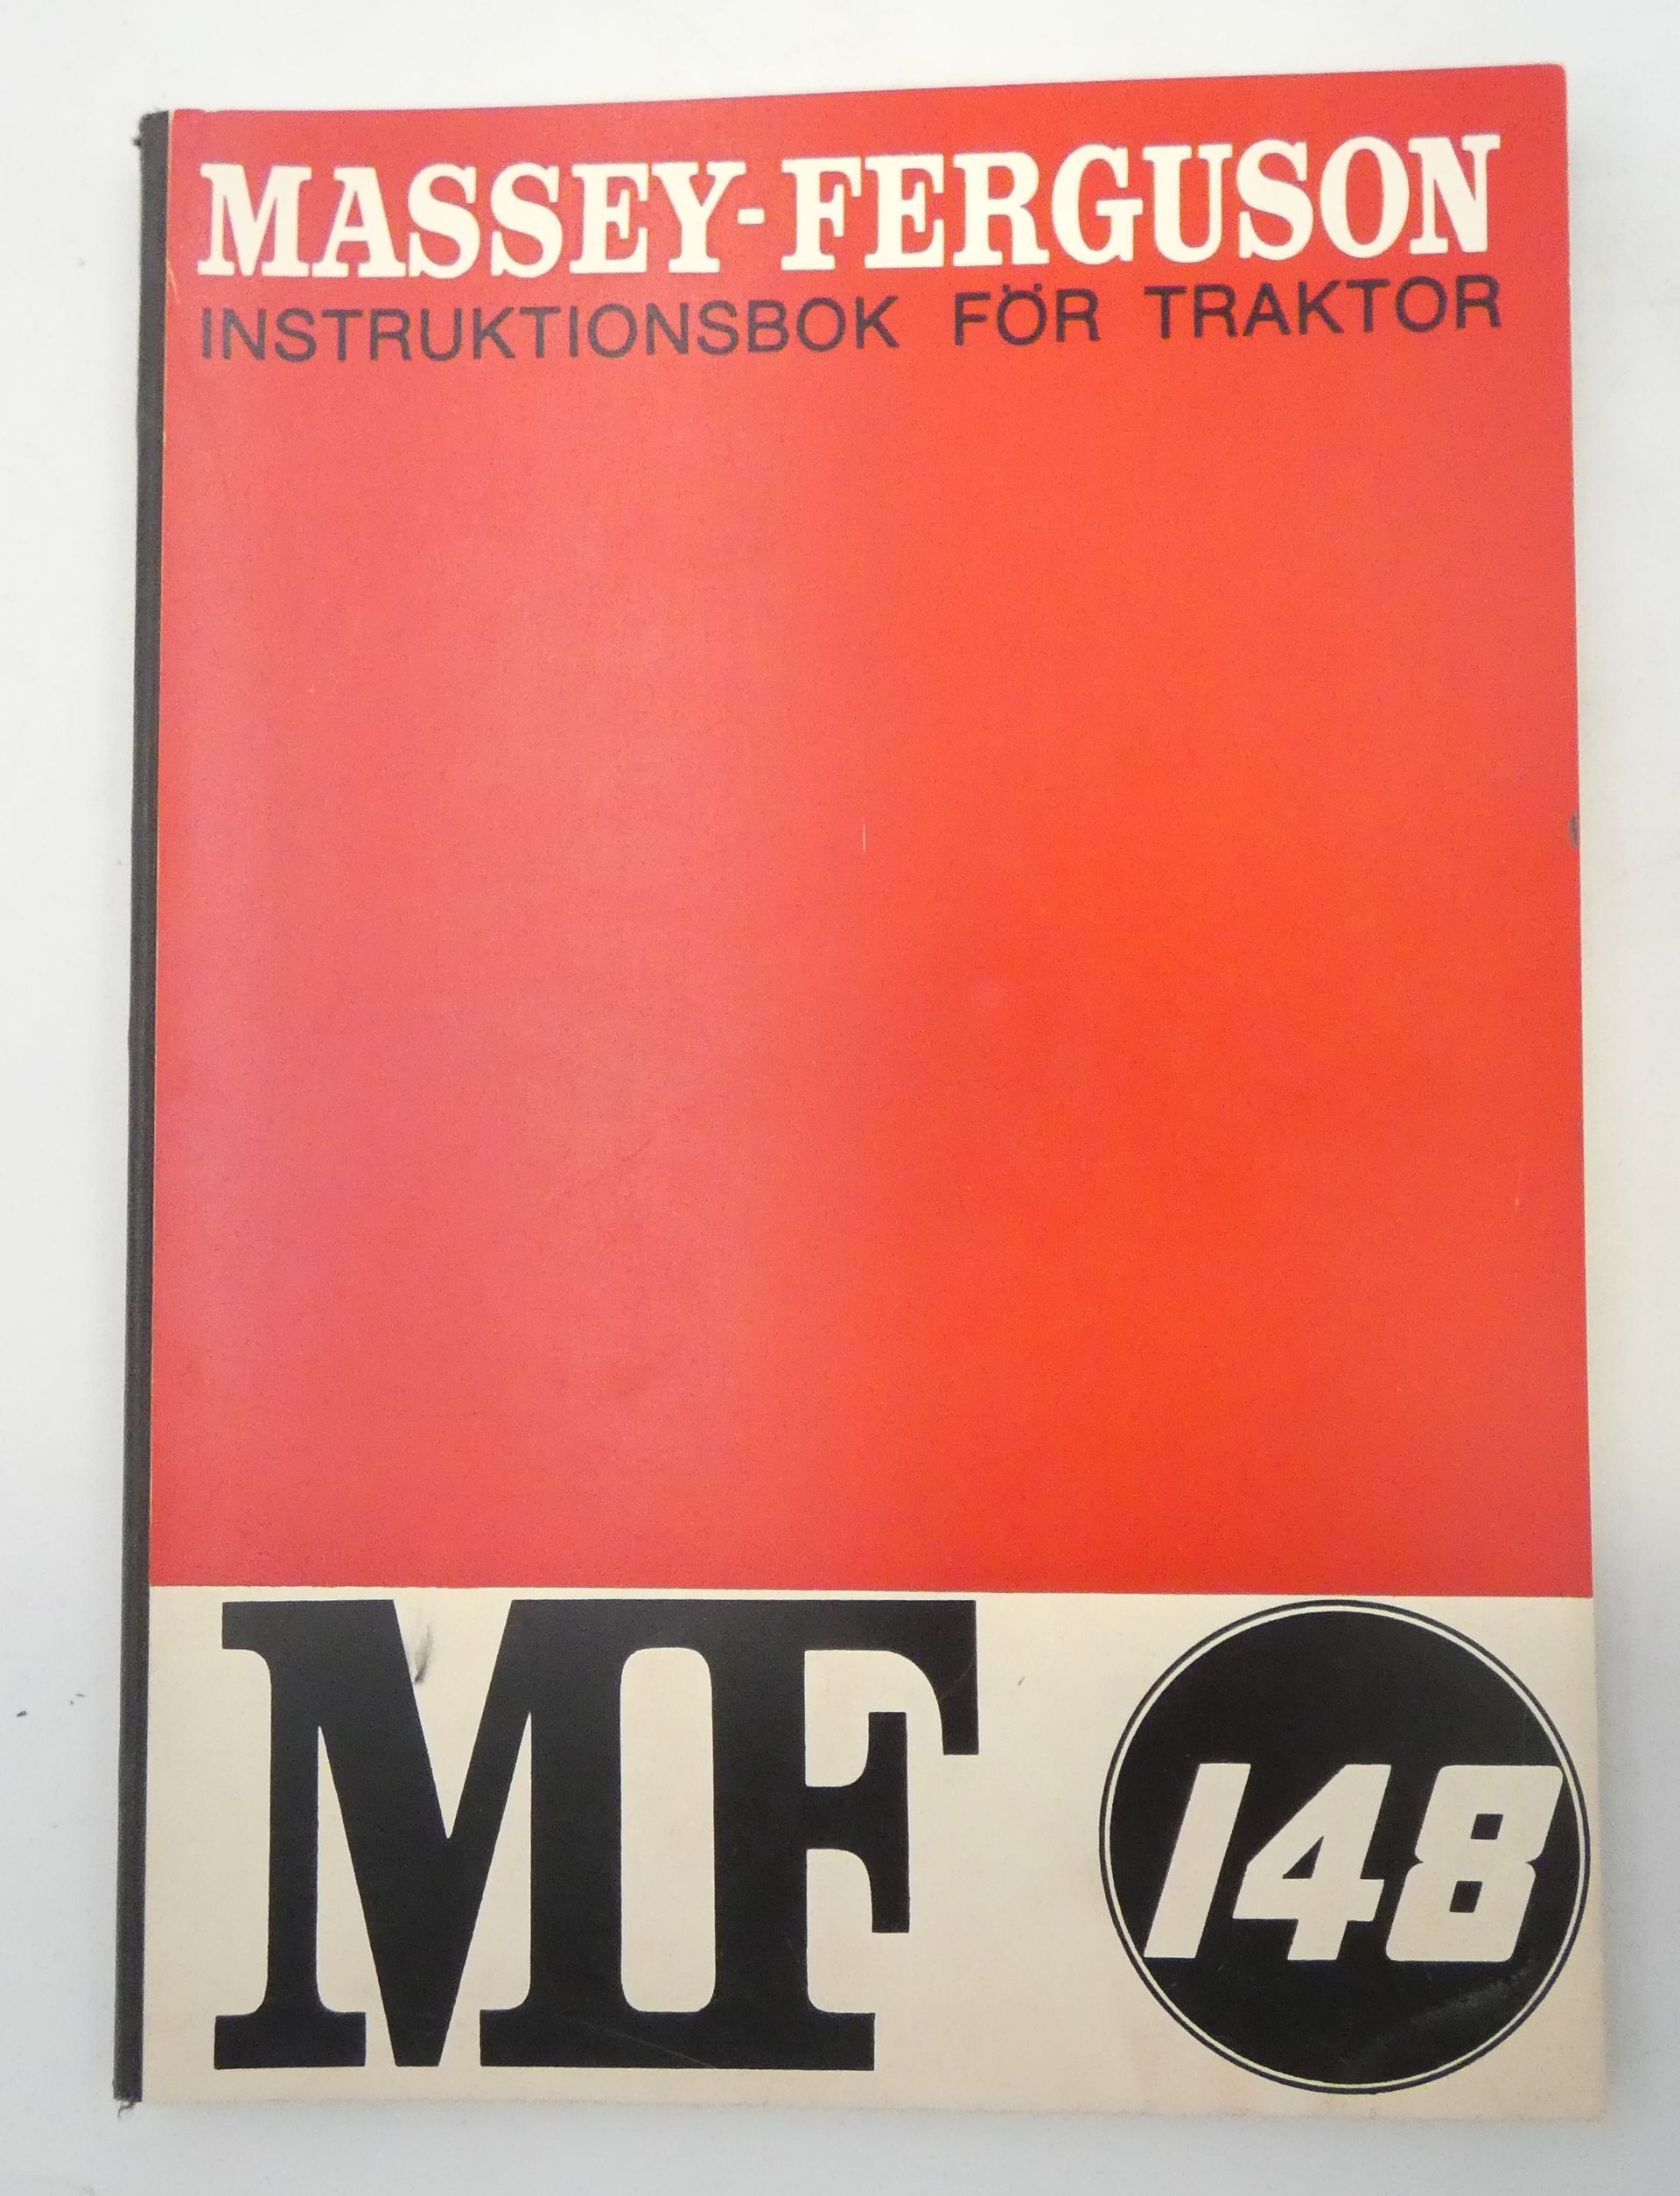 MASSEY-FERGUSON
INSTRUKTIONSBOK FÖR TRAKTOR
MF 148